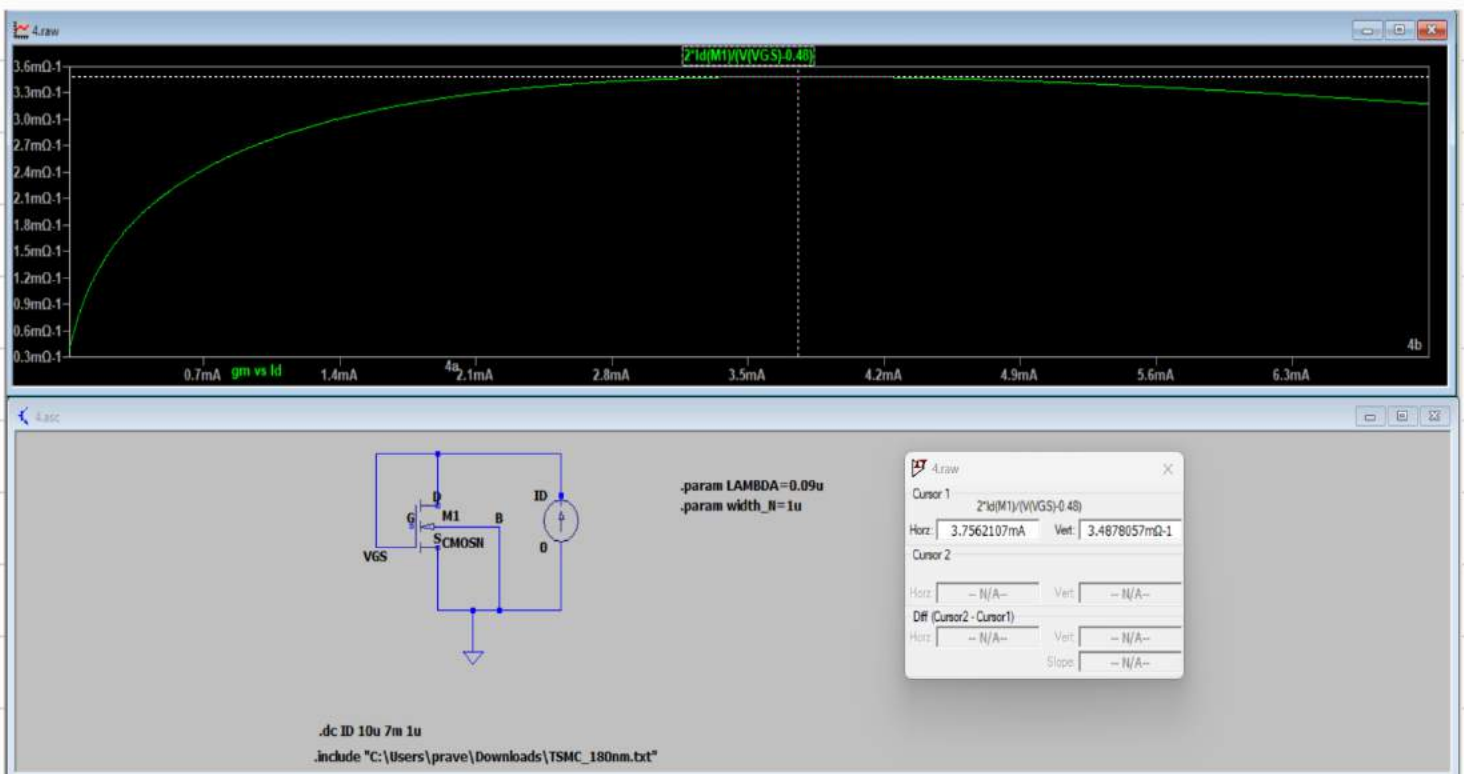 4.raw
2*Id(M1)/(V(VGS)-0.48)
3.6mΩ-1
3.3mΩ-1
3.0mΩ-1
2.7mΩ-1
2.4mΩ-1
2.1mΩ-1
1.8mΩ-1
1.5mΩ-1
1.2mΩ-1
0.9mΩ-1
0.6mΩ-1
0.3mΩ-1
4b
0.7mA gm vs Id 1.4mA 4a 2.1mA 2.8mA 3.5mA 4.2mA 4.9mA 5.6mA 6.3mA
4.asc
D
G M1 B
S CMOSN
VGS
ID
0
.param LAMBDA=0.09u
.param width_N=1u
4.raw
Cursor 1
2*Id(M1)/(V(VGS)-0.48)
Horz: 3.7562107mA Vert: 3.4878057mΩ-1
Cursor 2
Horz: -- N/A-- Vert: -- N/A--
Diff (Cursor2 - Cursor1)
Horz: -- N/A-- Vert: -- N/A--
Slope: -- N/A--
.dc ID 10u 7m 1u
.include "C:\Users\prave\Downloads\TSMC_180nm.txt"